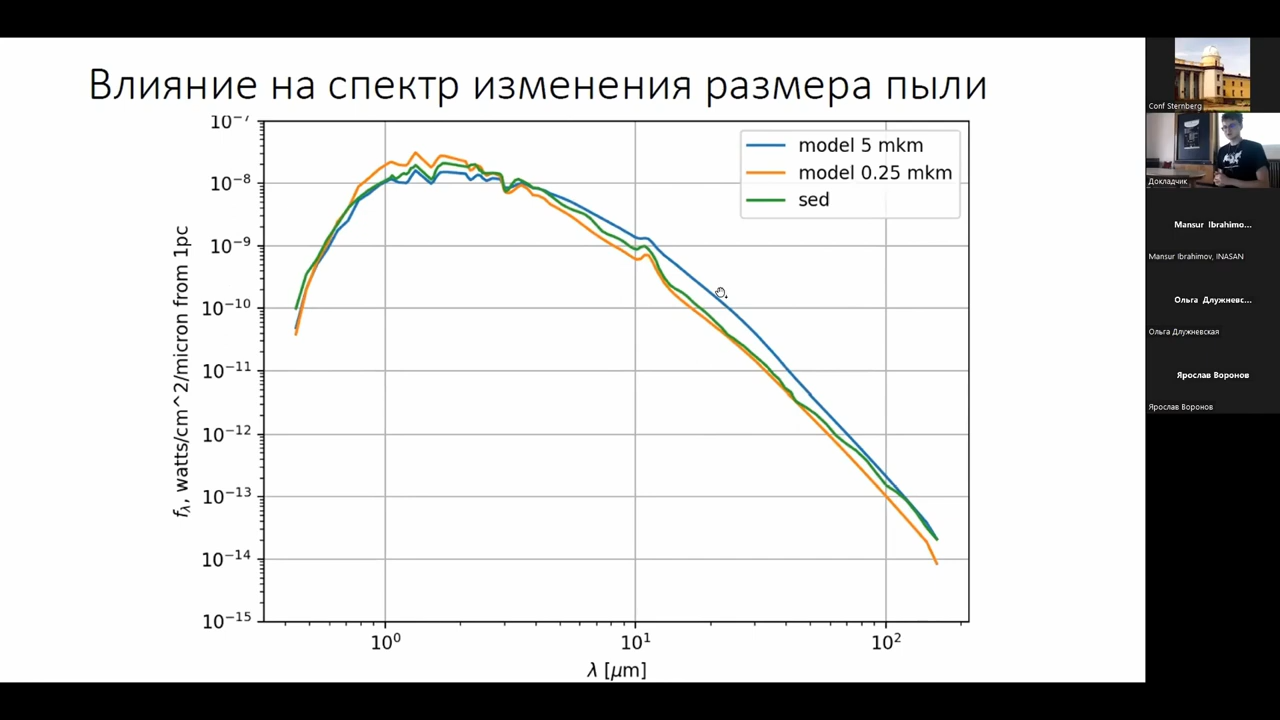 Влияние на спектр изменения размера пыли
10⁻⁷
10⁻⁸
10⁻⁹
10⁻¹⁰
10⁻¹¹
10⁻¹²
10⁻¹³
10⁻¹⁴
10⁻¹⁵
fλ, watts/cm^2/micron from 1pc
model 5 mkm
model 0.25 mkm
sed
10⁰
10¹
10²
λ [μm]
Conf Sternberg
Докладчик
Mansur Ibrahimo...
Mansur Ibrahimov, INASAN
Ольга Длужневс...
Ольга Длужневская
Ярослав Воронов
Ярослав Воронов